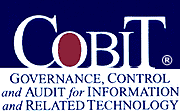 COBIT®
GOVERNANCE, CONTROL
AND AUDIT FOR INFORMATION
AND RELATED TECHNOLOGY